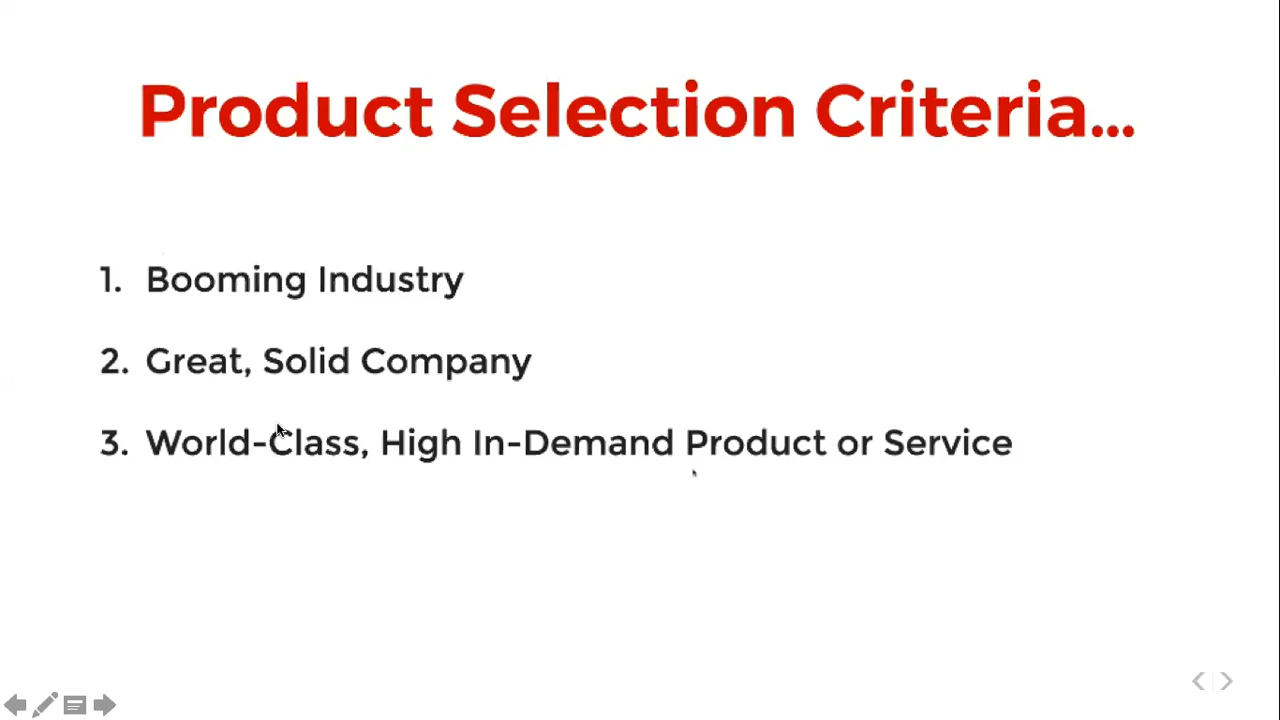 Product Selection Criteria...
1. Booming Industry
2. Great, Solid Company
3. World-Class, High In-Demand Product or Service